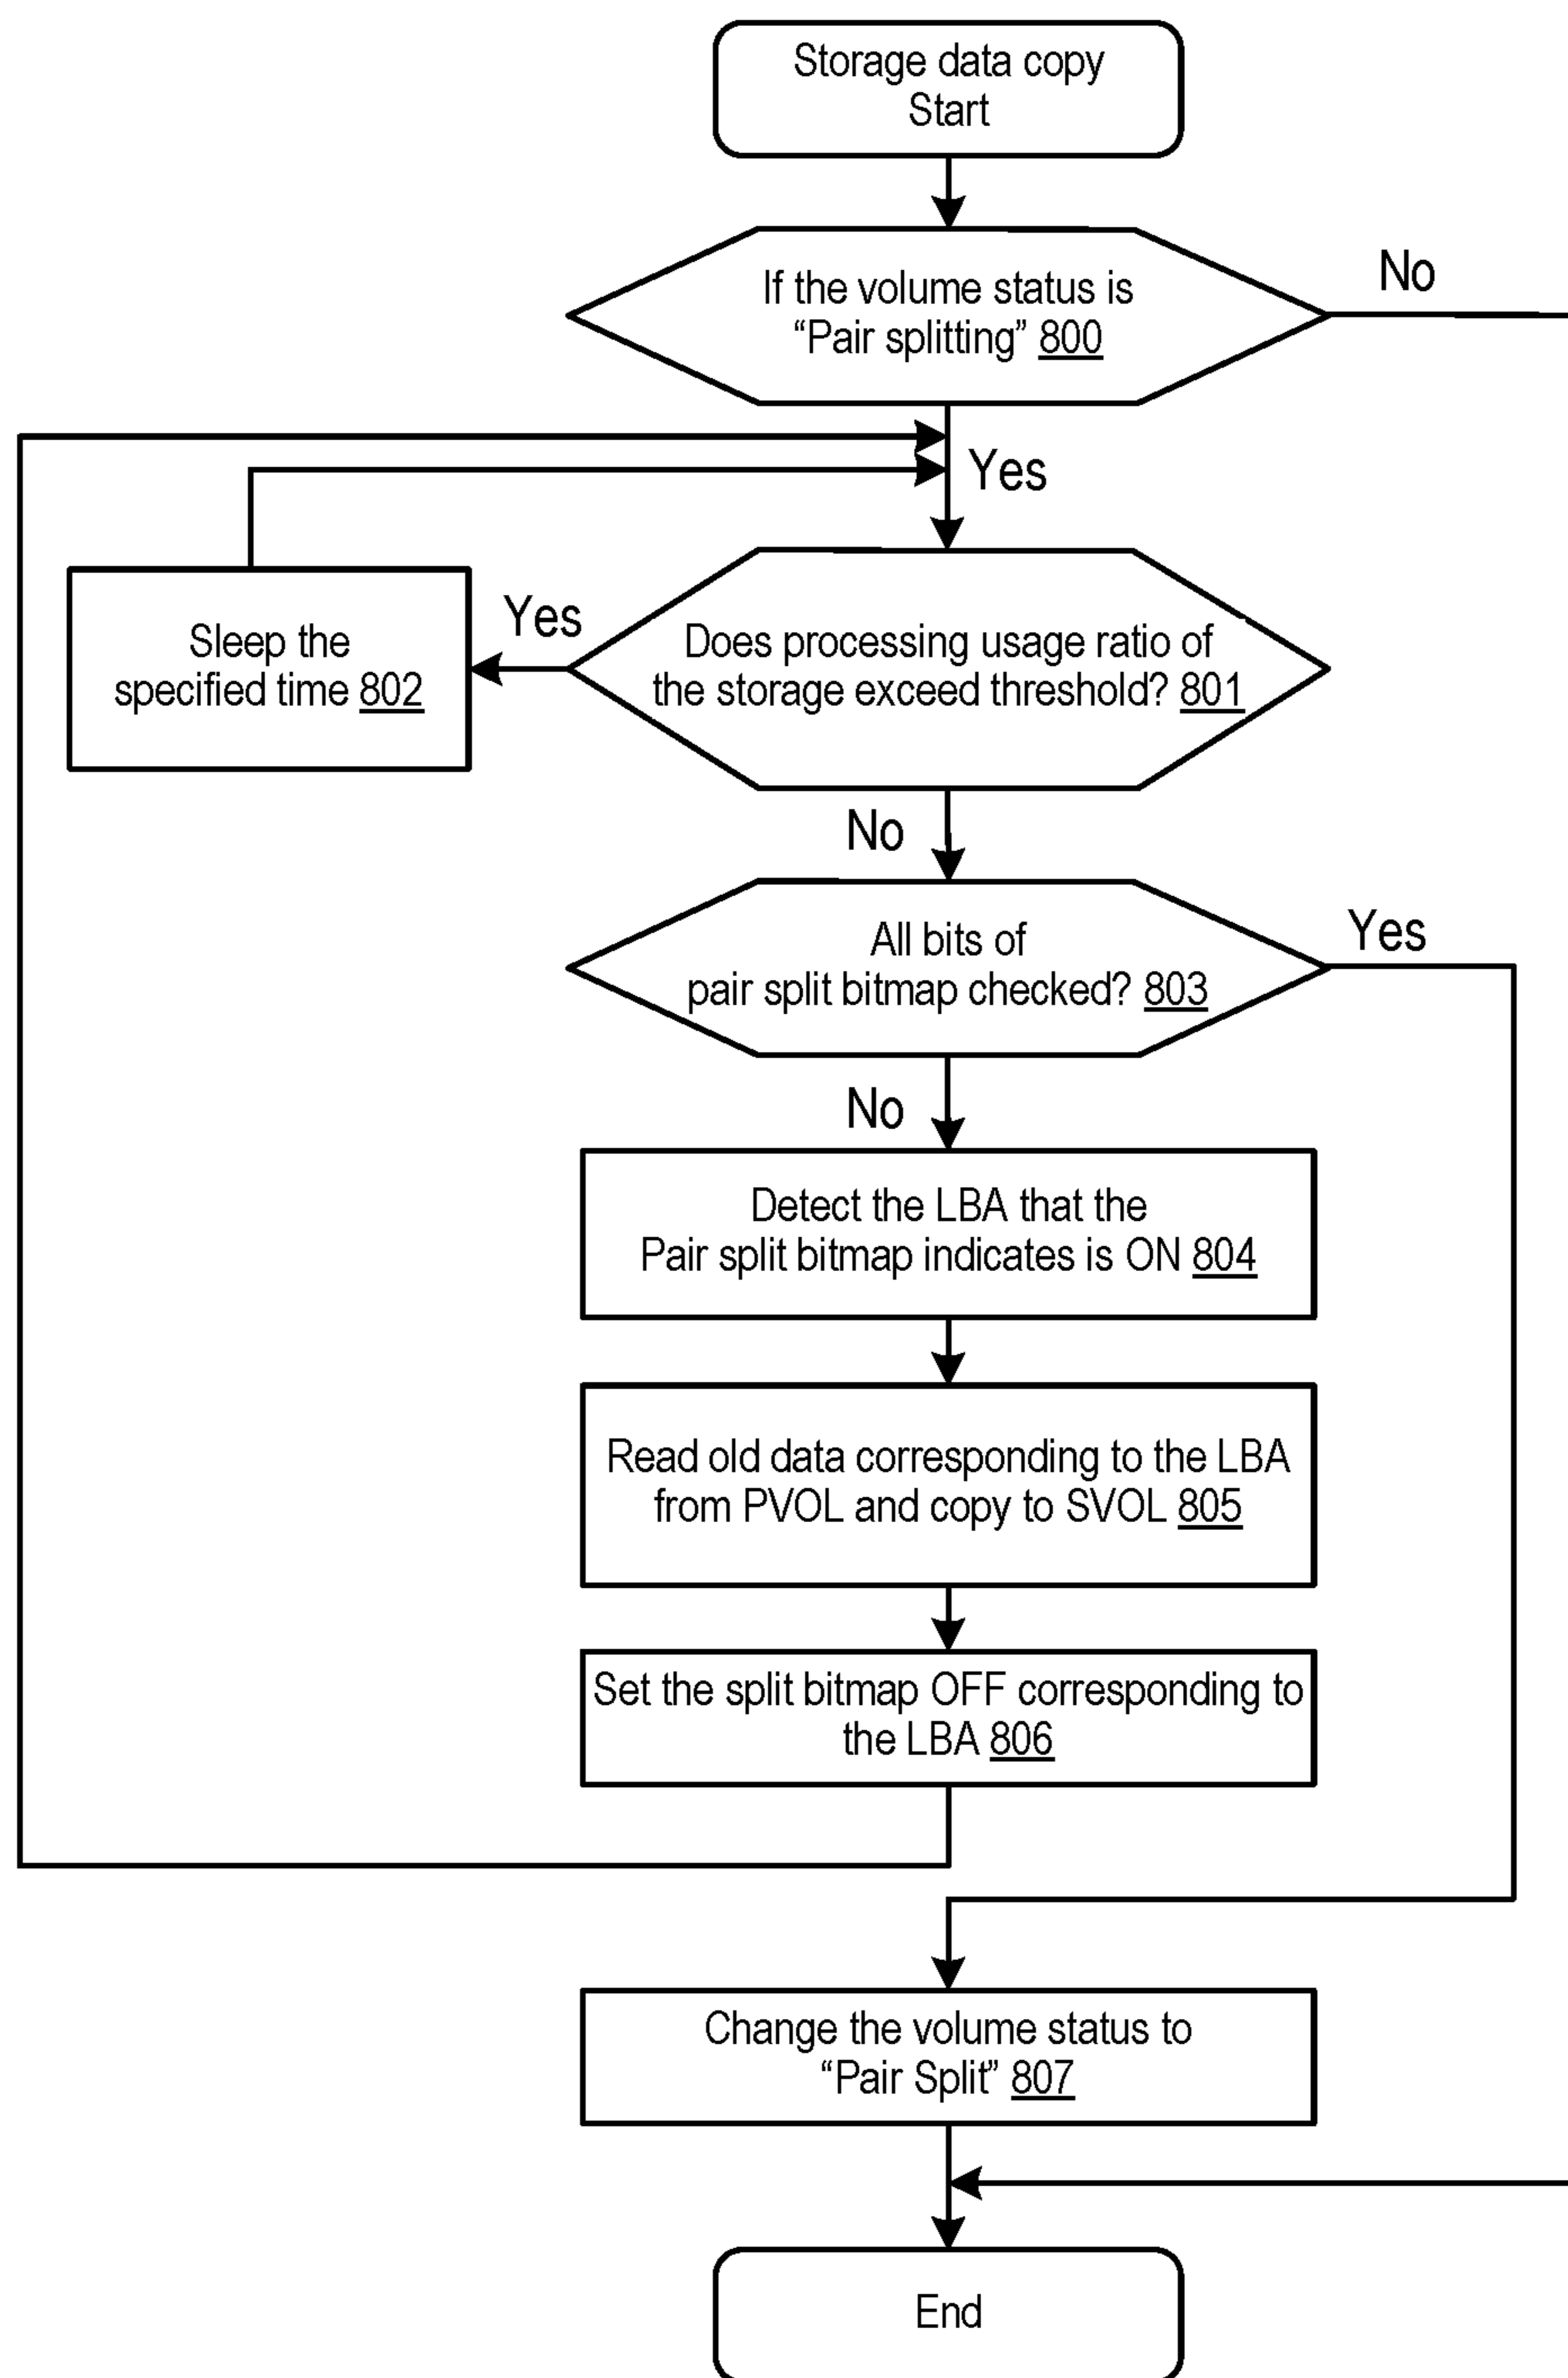 Storage data copy
Start
If the volume status is
“Pair splitting” 800
No
Yes
Sleep the
specified time 802
Yes
Does processing usage ratio of
the storage exceed threshold? 801
No
All bits of
pair split bitmap checked? 803
Yes
No
Detect the LBA that the
Pair split bitmap indicates is ON 804
Read old data corresponding to the LBA
from PVOL and copy to SVOL 805
Set the split bitmap OFF corresponding to
the LBA 806
Change the volume status to
“Pair Split” 807
End